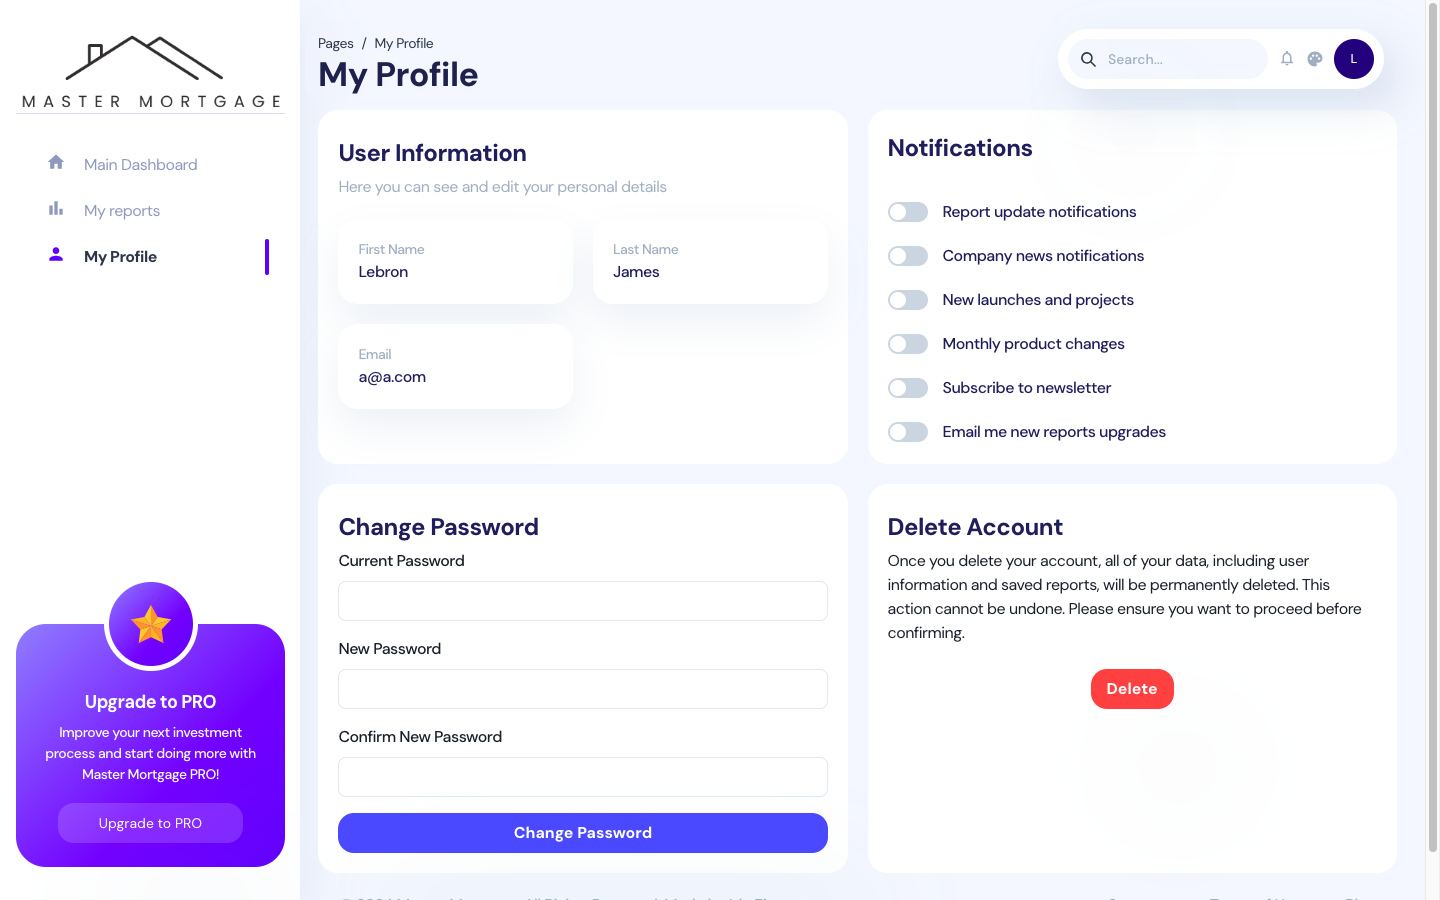 MASTER MORTGAGE
Main Dashboard
My reports
My Profile
Upgrade to PRO
Improve your next investment
process and start doing more with
Master Mortgage PRO!
Upgrade to PRO
Pages / My Profile
My Profile
Search...
L
User Information
Here you can see and edit your personal details
First Name
Lebron
Last Name
James
Email
a@a.com
Notifications
Report update notifications
Company news notifications
New launches and projects
Monthly product changes
Subscribe to newsletter
Email me new reports upgrades
Change Password
Current Password
New Password
Confirm New Password
Change Password
Delete Account
Once you delete your account, all of your data, including user
information and saved reports, will be permanently deleted. This
action cannot be undone. Please ensure you want to proceed before
confirming.
Delete